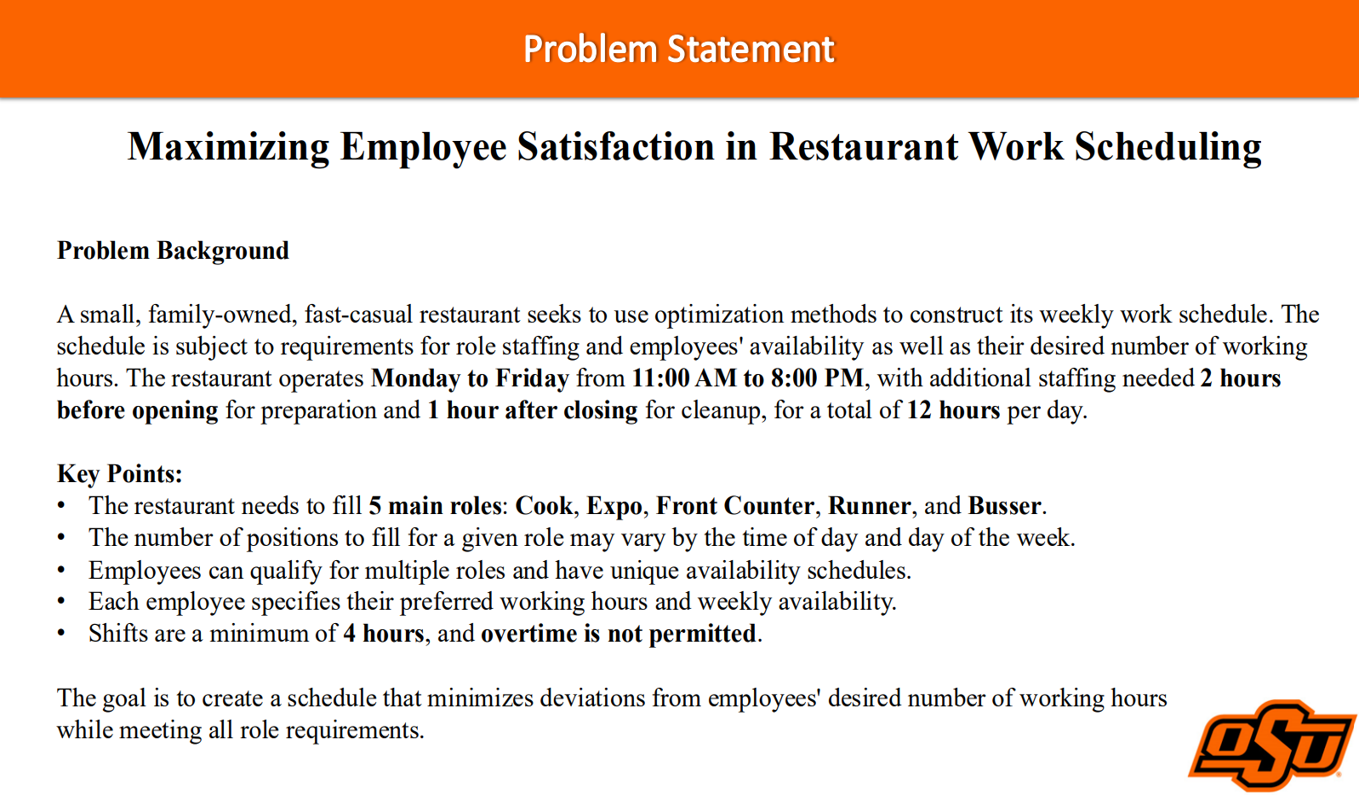 Problem Statement
Maximizing Employee Satisfaction in Restaurant Work Scheduling
Problem Background
A small, family-owned, fast-casual restaurant seeks to use optimization methods to construct its weekly work schedule. The
schedule is subject to requirements for role staffing and employees' availability as well as their desired number of working
hours. The restaurant operates Monday to Friday from 11:00 AM to 8:00 PM, with additional staffing needed 2 hours
before opening for preparation and 1 hour after closing for cleanup, for a total of 12 hours per day.
Key Points:
• The restaurant needs to fill 5 main roles: Cook, Expo, Front Counter, Runner, and Busser.
• The number of positions to fill for a given role may vary by the time of day and day of the week.
• Employees can qualify for multiple roles and have unique availability schedules.
• Each employee specifies their preferred working hours and weekly availability.
• Shifts are a minimum of 4 hours, and overtime is not permitted.
The goal is to create a schedule that minimizes deviations from employees' desired number of working hours
while meeting all role requirements.
OSU